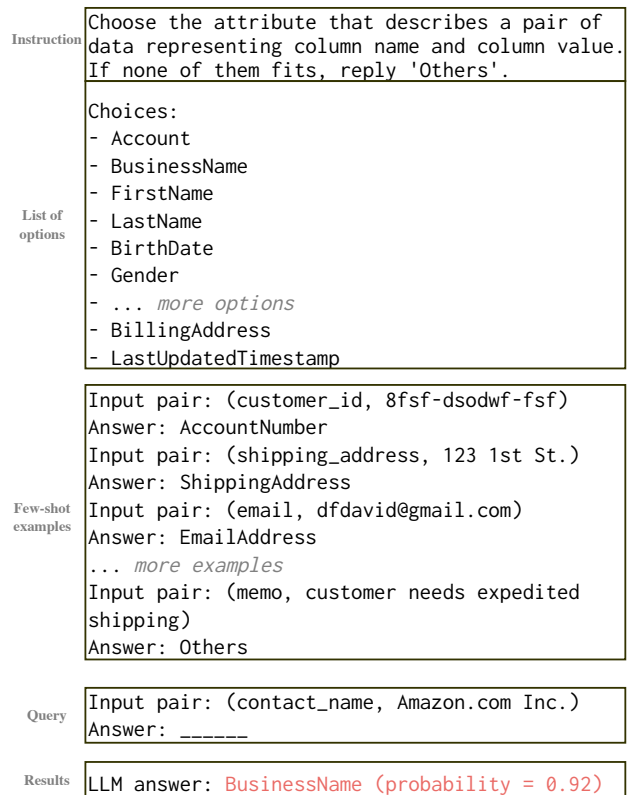 Instruction
Choose the attribute that describes a pair of
data representing column name and column value.
If none of them fits, reply 'Others'.
List of
options
Choices:
- Account
- BusinessName
- FirstName
- LastName
- BirthDate
- Gender
- ... more options
- BillingAddress
- LastUpdatedTimestamp
Few-shot
examples
Input pair: (customer_id, 8fsf-dsodwf-fsf)
Answer: AccountNumber
Input pair: (shipping_address, 123 1st St.)
Answer: ShippingAddress
Input pair: (email, dfdavid@gmail.com)
Answer: EmailAddress
... more examples
Input pair: (memo, customer needs expedited
shipping)
Answer: Others
Query
Input pair: (contact_name, Amazon.com Inc.)
Answer: ______
Results
LLM answer: BusinessName (probability = 0.92)